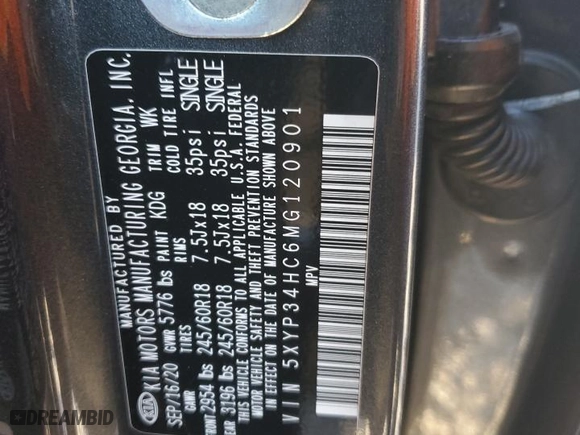 MANUFACTURED BY
KIA KIA MOTORS MANUFACTURING GEORGIA, INC.
SEP/16/20 GVWR 5776 lbs PAINT KDG TRIM WK
GAWR TIRES RIMS COLD TIRE INFL
2954 lbs 245/60R18 7.5Jx18 35psi SINGLE
3196 lbs 245/60R18 7.5Jx18 35psi SINGLE
THIS VEHICLE CONFORMS TO ALL APPLICABLE U.S.A. FEDERAL
MOTOR VEHICLE SAFETY AND THEFT PREVENTION STANDARDS
IN EFFECT ON THE DATE OF MANUFACTURE SHOWN ABOVE
VIN 5XYP34HC6MG120901
MPV
DREAMBID